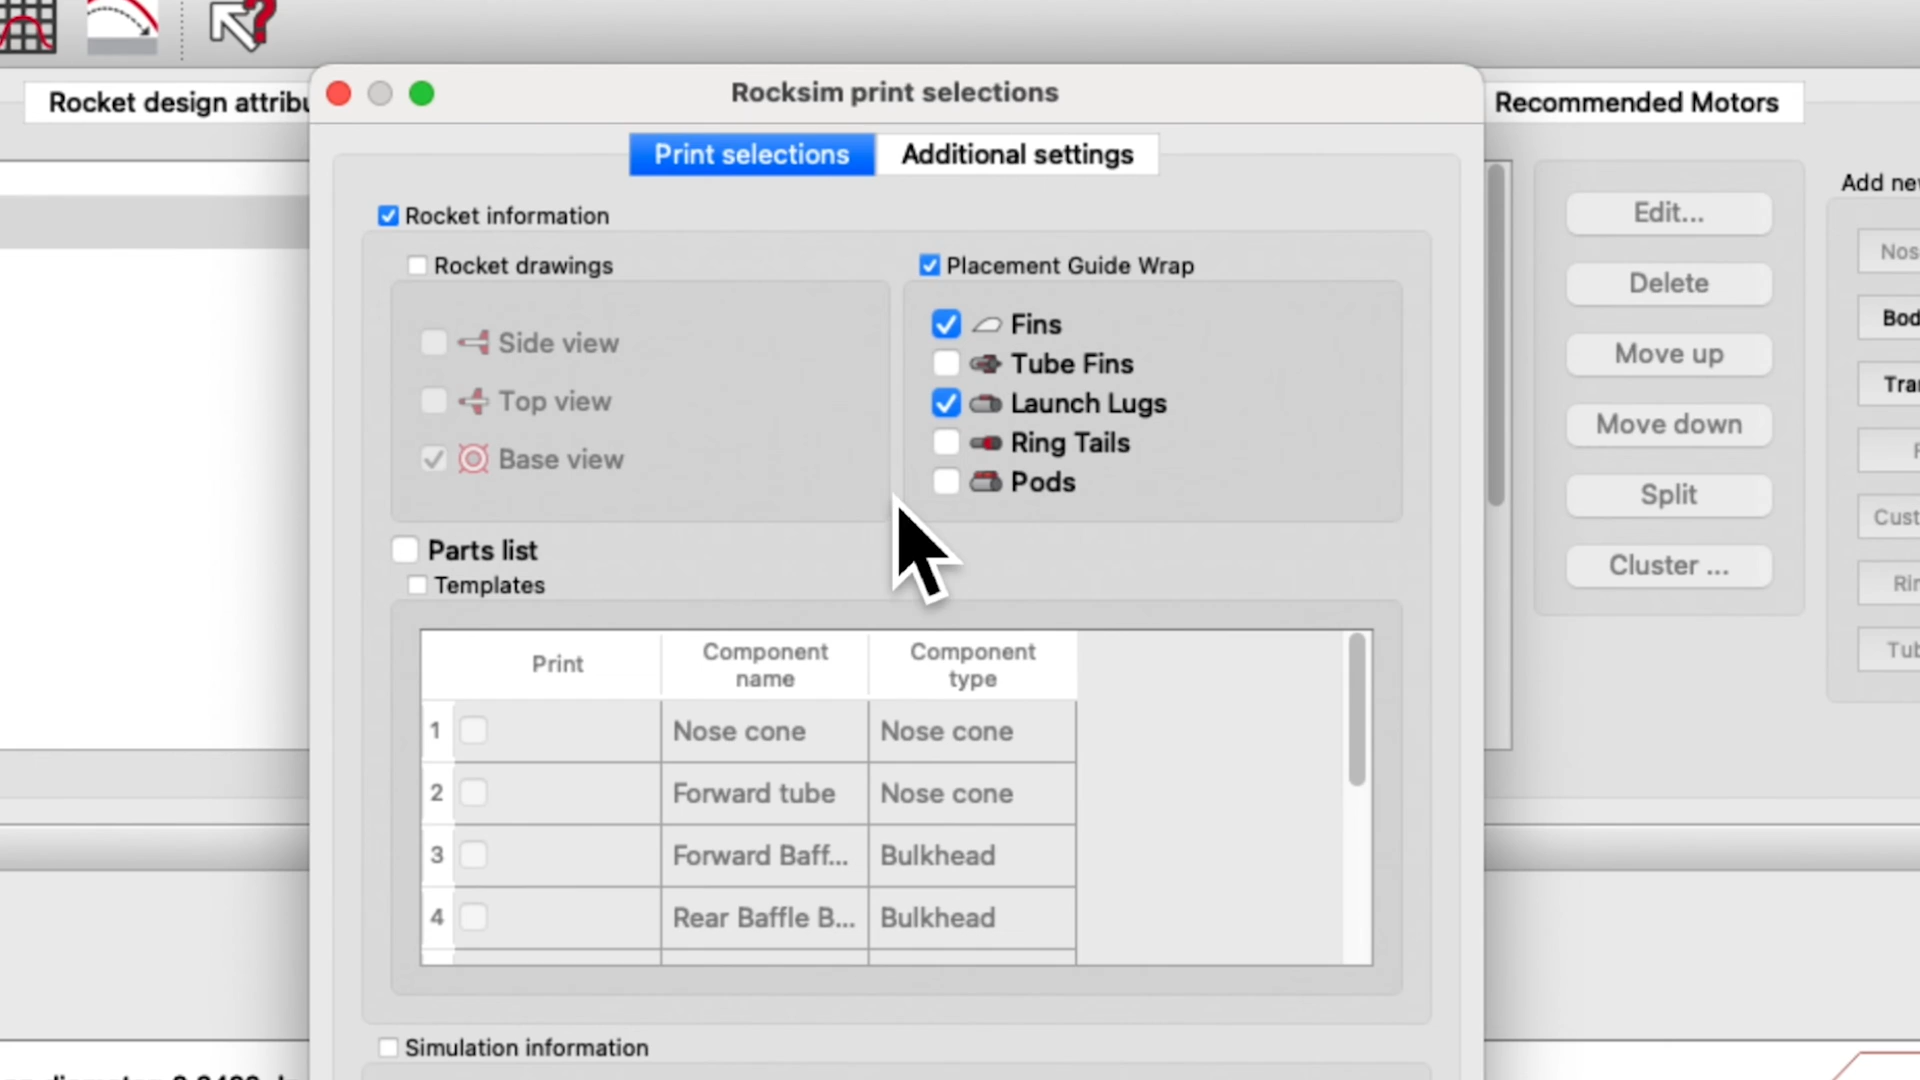 Rocksim print selections
Rocket design attribu
Recommended Motors
Print selections
Additional settings
Rocket information
Rocket drawings
Side view
Top view
Base view
Placement Guide Wrap
Fins
Tube Fins
Launch Lugs
Ring Tails
Pods
Parts list
Templates
Print
Component name
Component type
1 Nose cone Nose cone
2 Forward tube Nose cone
3 Forward Baff... Bulkhead
4 Rear Baffle B... Bulkhead
Simulation information
Edit...
Delete
Move up
Move down
Split
Cluster ...
Add ne
Nos
Bod
Tra
Cust
Rin
Tub